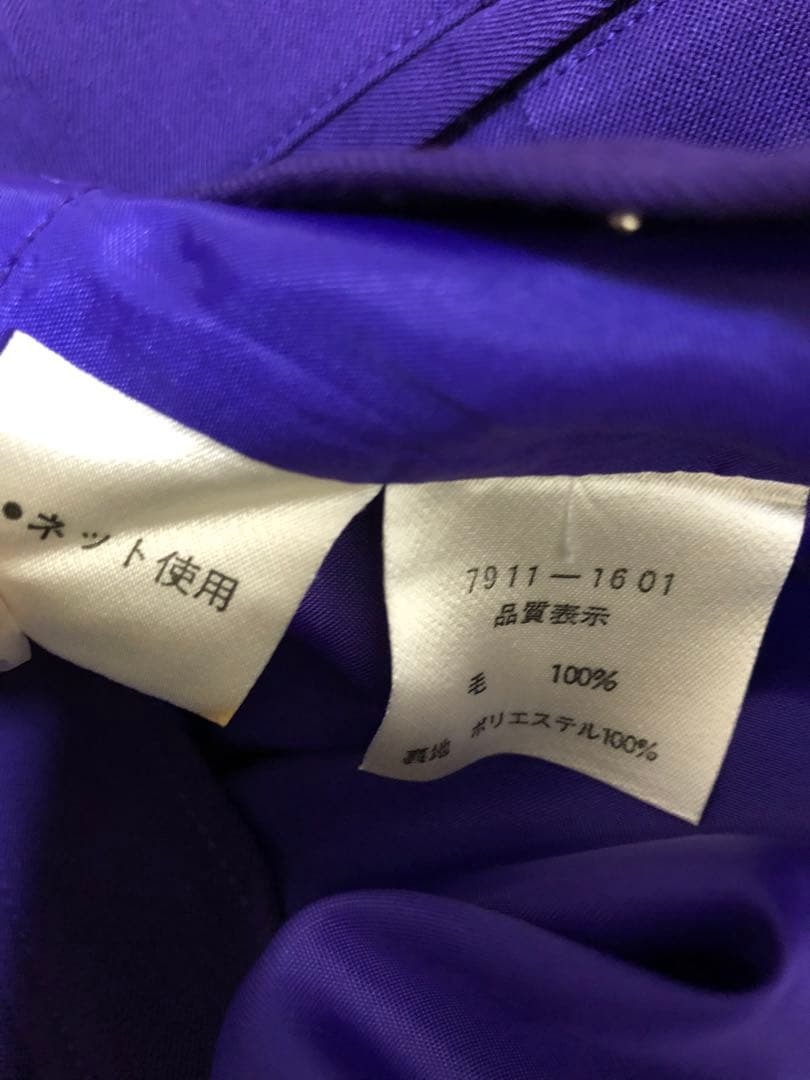 ●ネット使用
7911-1601
品質表示
毛 100%
裏地 ポリエステル100%